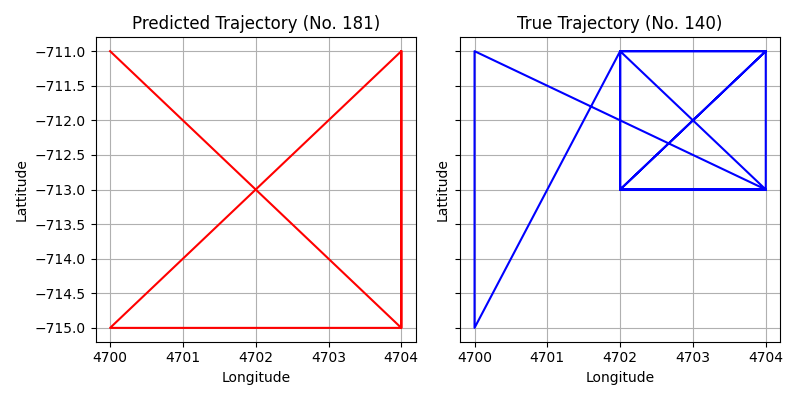 Predicted Trajectory (No. 181)
−711.0
−711.5
−712.0
−712.5
−713.0
−713.5
−714.0
−714.5
−715.0
Lattitude
4700 4701 4702 4703 4704
Longitude
True Trajectory (No. 140)
Lattitude
4700 4701 4702 4703 4704
Longitude